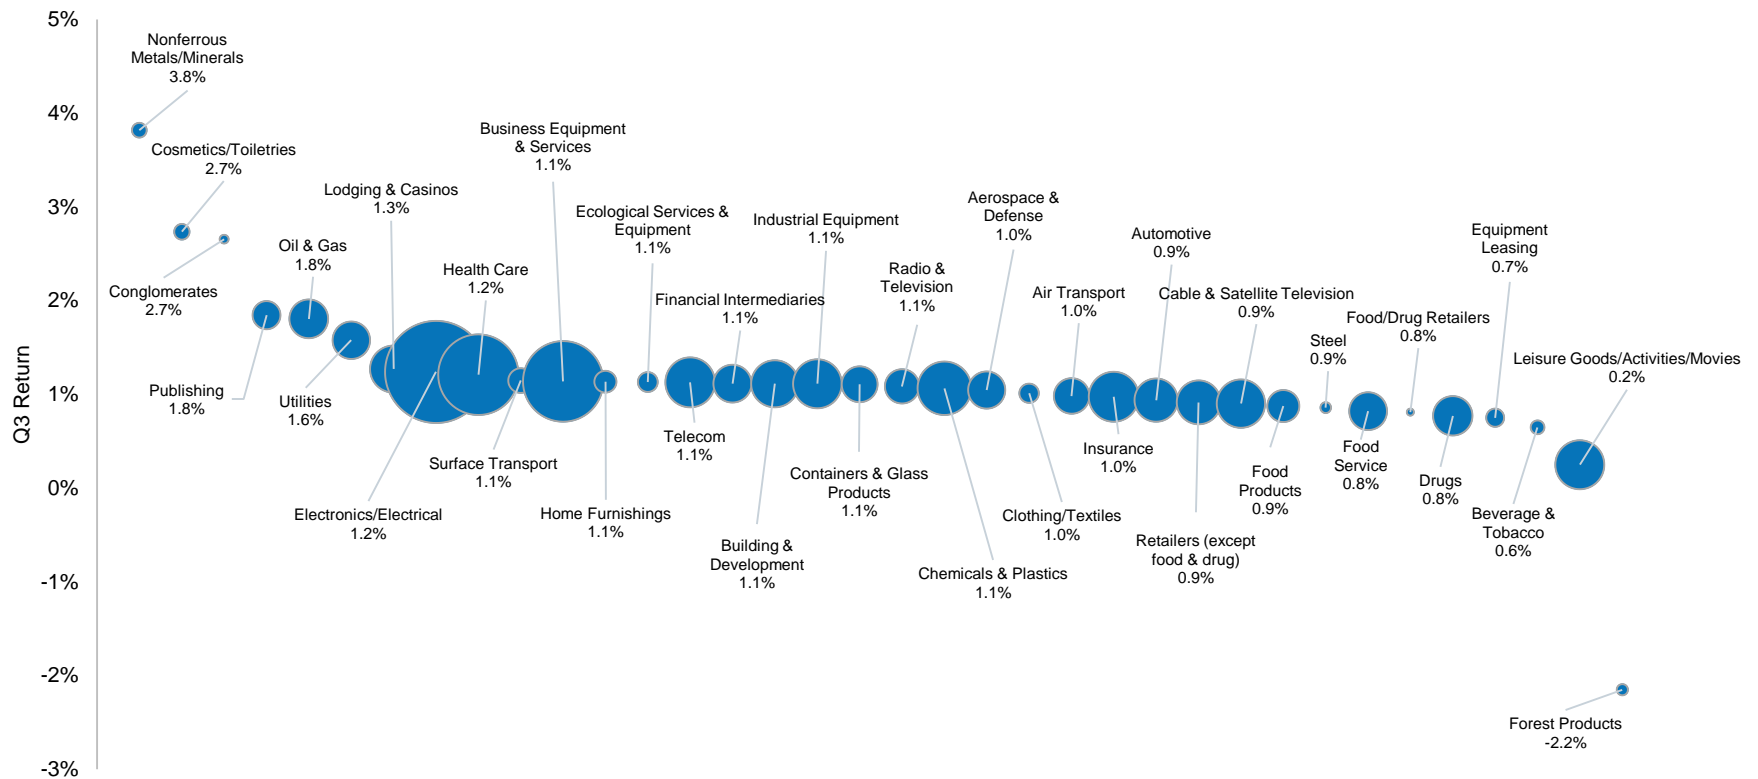 5%
4%
3%
2%
1%
0%
-1%
-2%
-3%
Q3 Return
Nonferrous
Metals/Minerals
3.8%
Cosmetics/Toiletries
2.7%
Conglomerates
2.7%
Publishing
1.8%
Oil & Gas
1.8%
Utilities
1.6%
Lodging & Casinos
1.3%
Electronics/Electrical
1.2%
Health Care
1.2%
Surface Transport
1.1%
Business Equipment
& Services
1.1%
Home Furnishings
1.1%
Ecological Services &
Equipment
1.1%
Telecom
1.1%
Financial Intermediaries
1.1%
Building &
Development
1.1%
Industrial Equipment
1.1%
Containers & Glass
Products
1.1%
Radio &
Television
1.1%
Chemicals & Plastics
1.1%
Aerospace &
Defense
1.0%
Clothing/Textiles
1.0%
Air Transport
1.0%
Insurance
1.0%
Automotive
0.9%
Retailers (except
food & drug)
0.9%
Cable & Satellite Television
0.9%
Food
Products
0.9%
Steel
0.9%
Food
Service
0.8%
Food/Drug Retailers
0.8%
Drugs
0.8%
Equipment
Leasing
0.7%
Beverage &
Tobacco
0.6%
Leisure Goods/Activities/Movies
0.2%
Forest Products
-2.2%